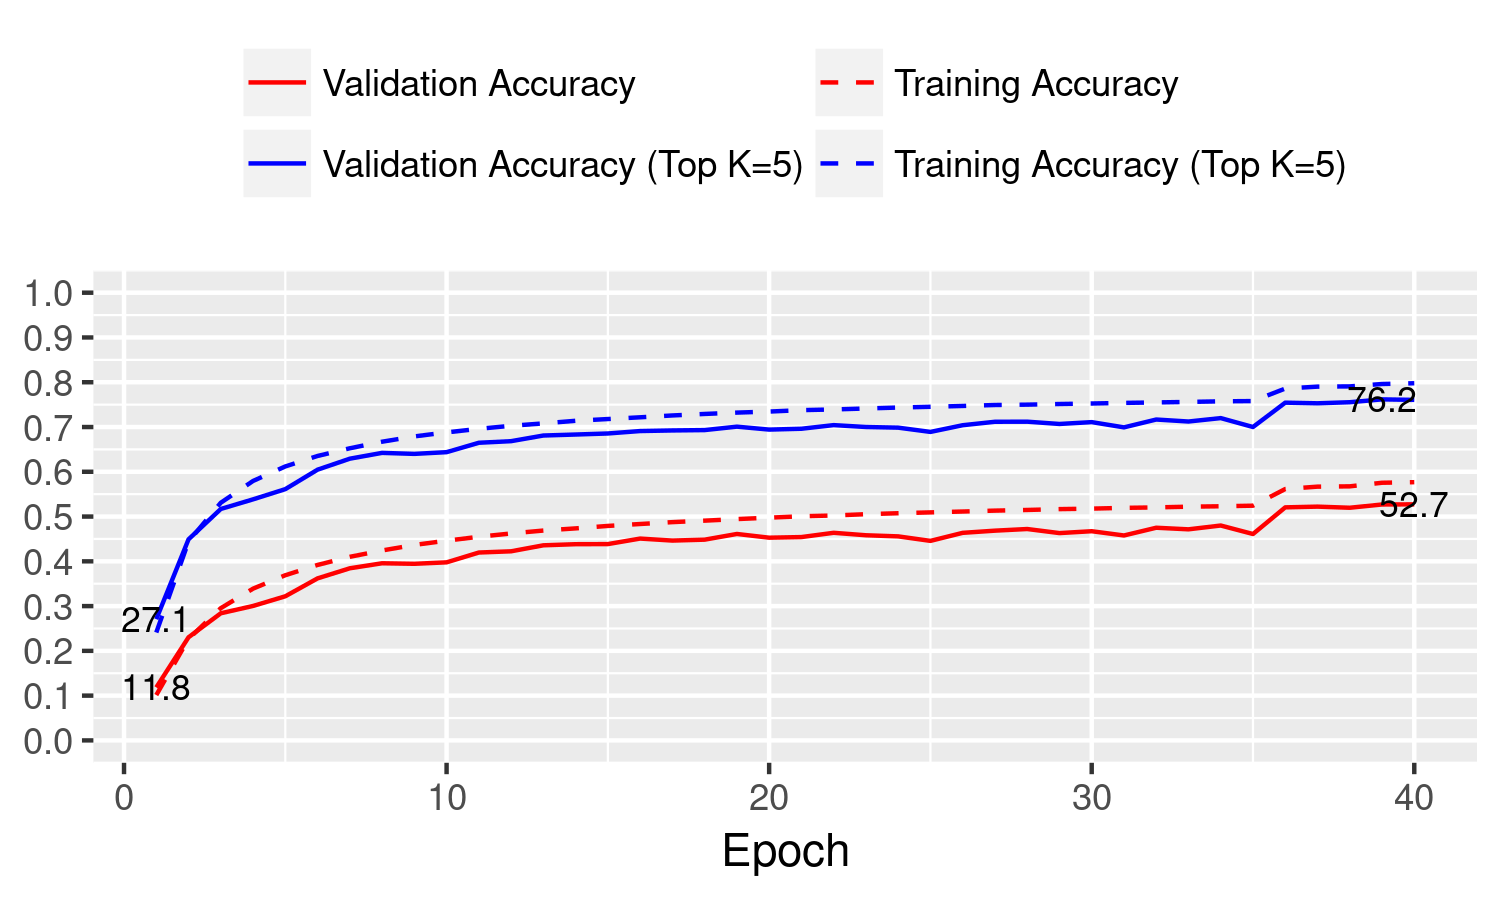 Validation Accuracy
Training Accuracy
Validation Accuracy (Top K=5)
Training Accuracy (Top K=5)
1.0
0.9
0.8
76.2
0.7
0.6
0.5
52.7
0.4
0.3
27.1
0.2
0.1
11.8
0.0
0 10 20 30 40
Epoch